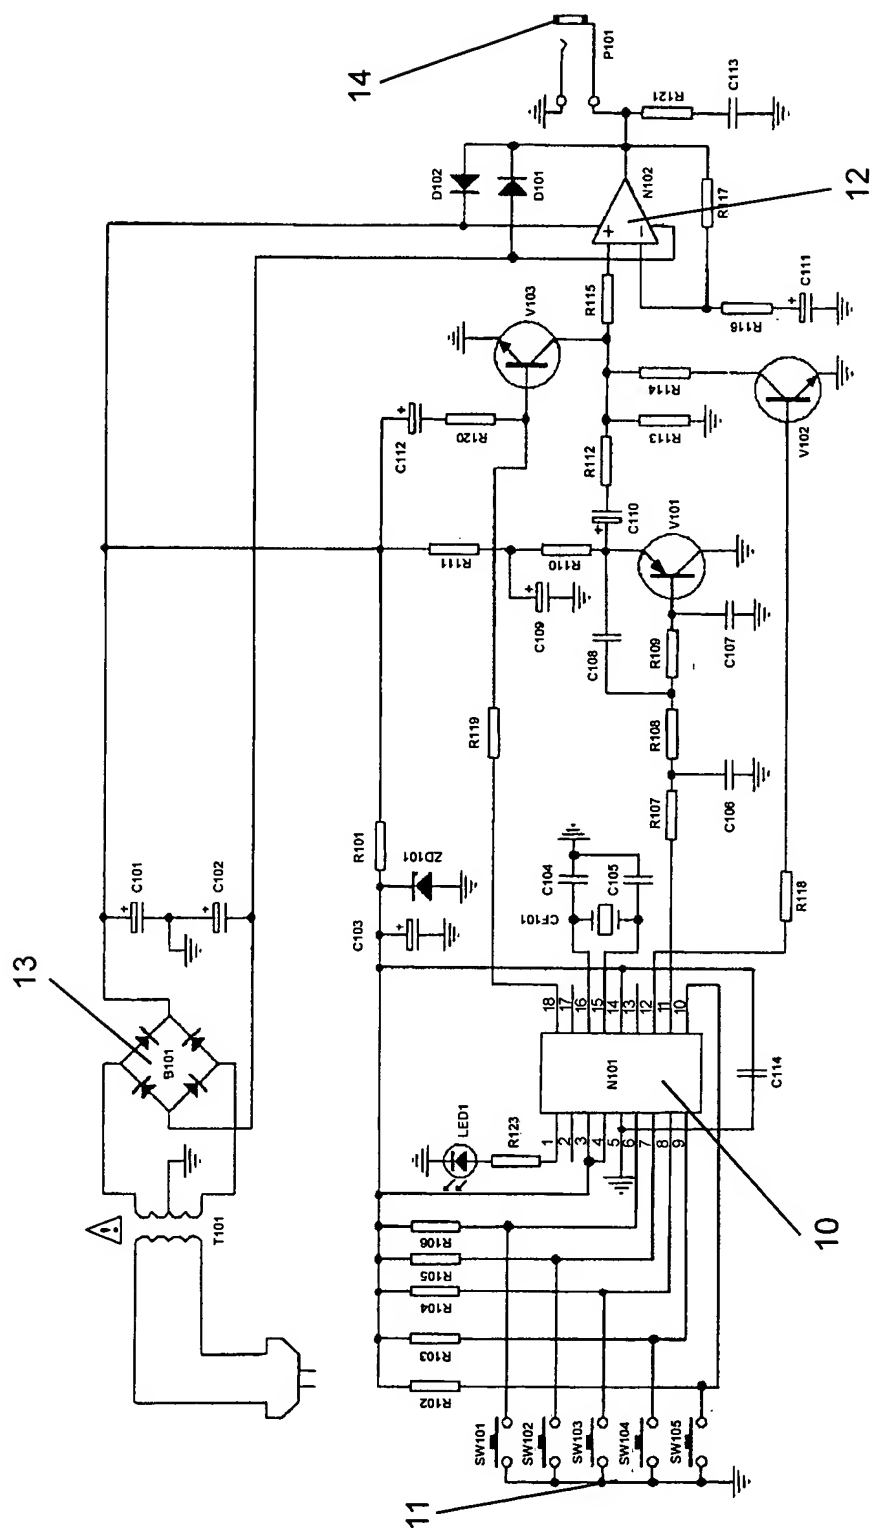 14
P101
R121
C113
D102
D101
N102
12
R117
+
−
C111
+
R116
R115
V103
R114
R113
V102
R112
C112
+
R120
R111
R110
C110
+
V101
C109
+
C108
R109
C107
R108
R119
R107
C106
R118
R101
ZD101
C103
+
C104
C105
CF101
C101
+
C102
+
13
B101
T101
!
LED1
R123
N101
18
17
16
15
14
13
12
11
10
1
2
3
4
5
6
7
8
9
C114
10
R106
R105
R104
R103
R102
SW101
SW102
SW103
SW104
SW105
11